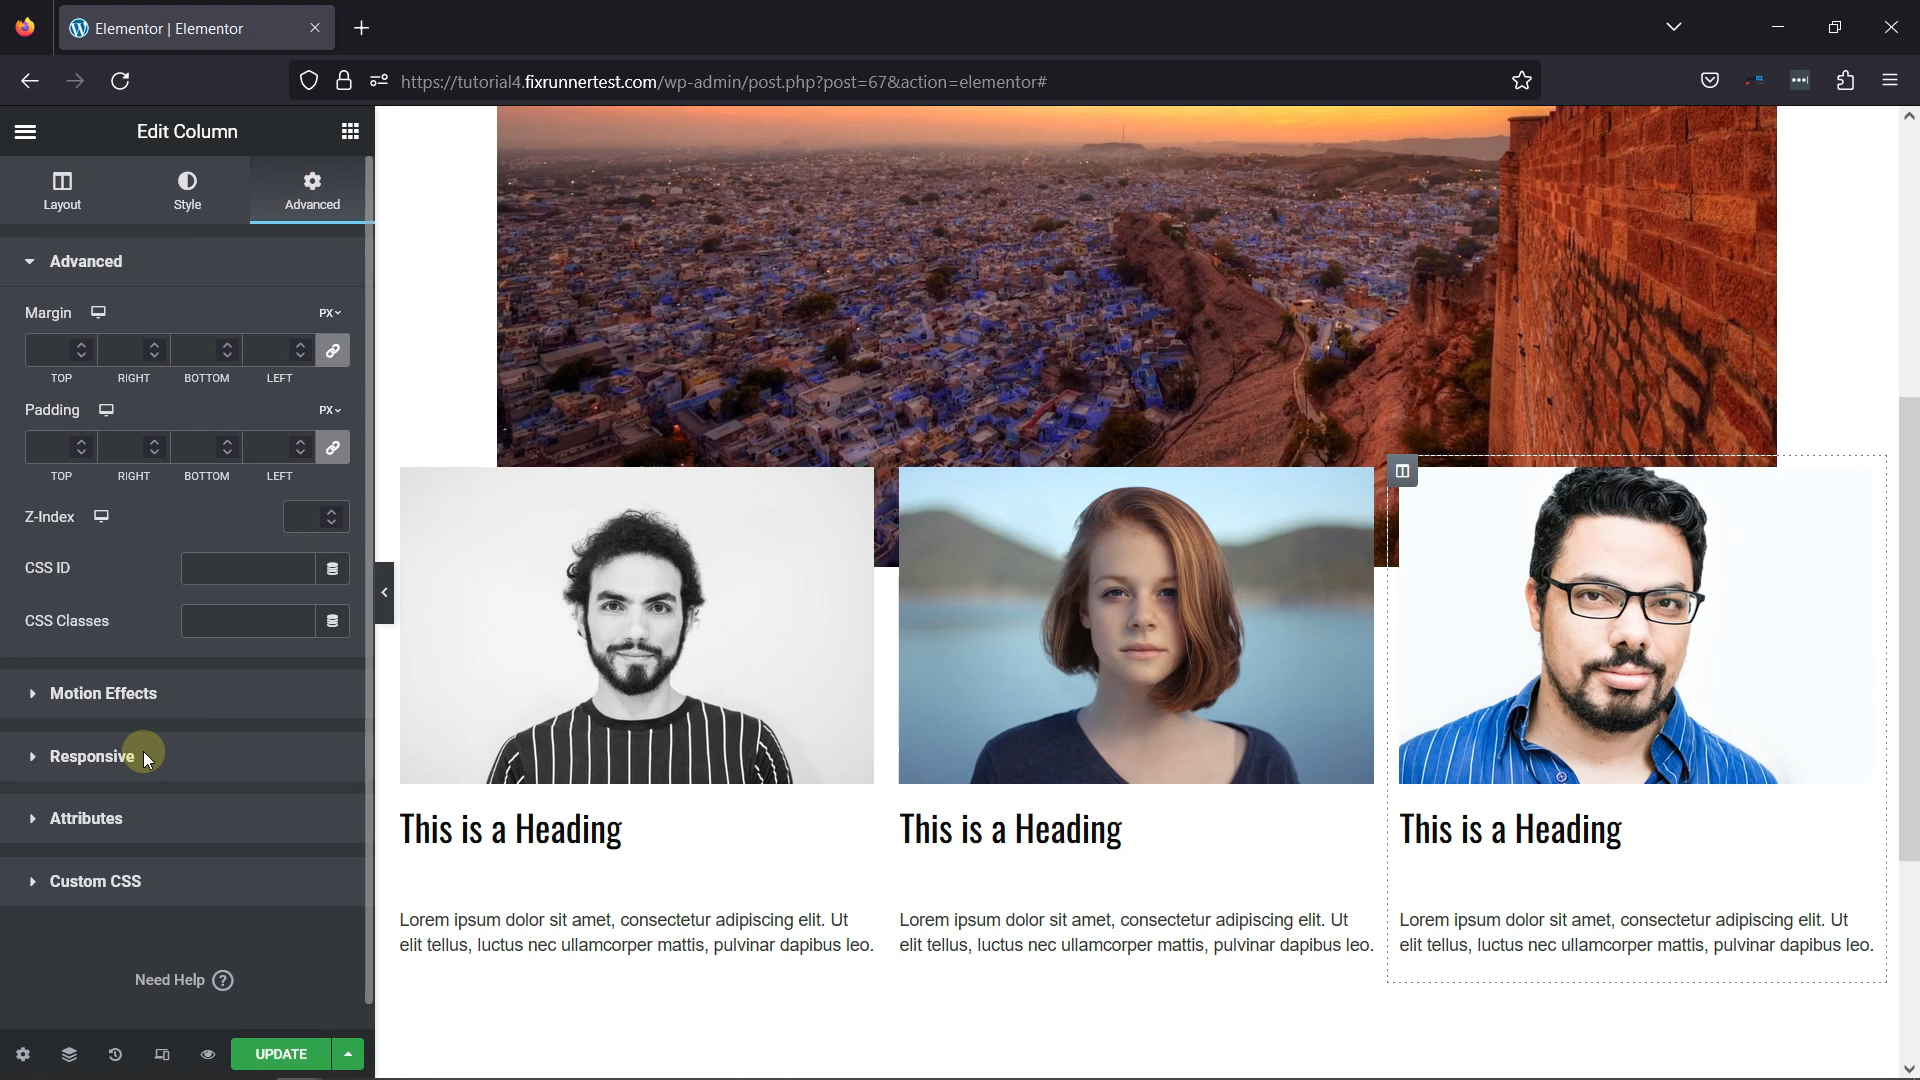 Elementor | Elementor
https://tutorial4.fixrunnertest.com/wp-admin/post.php?post=67&action=elementor#
Edit Column
Layout
Style
Advanced
Advanced
Margin
PX
TOP RIGHT BOTTOM LEFT
Padding
PX
TOP RIGHT BOTTOM LEFT
Z-Index
CSS ID
CSS Classes
Motion Effects
Responsive
Attributes
Custom CSS
Need Help ?
UPDATE
This is a Heading
Lorem ipsum dolor sit amet, consectetur adipiscing elit. Ut
elit tellus, luctus nec ullamcorper mattis, pulvinar dapibus leo.
This is a Heading
Lorem ipsum dolor sit amet, consectetur adipiscing elit. Ut
elit tellus, luctus nec ullamcorper mattis, pulvinar dapibus leo.
This is a Heading
Lorem ipsum dolor sit amet, consectetur adipiscing elit. Ut
elit tellus, luctus nec ullamcorper mattis, pulvinar dapibus leo.